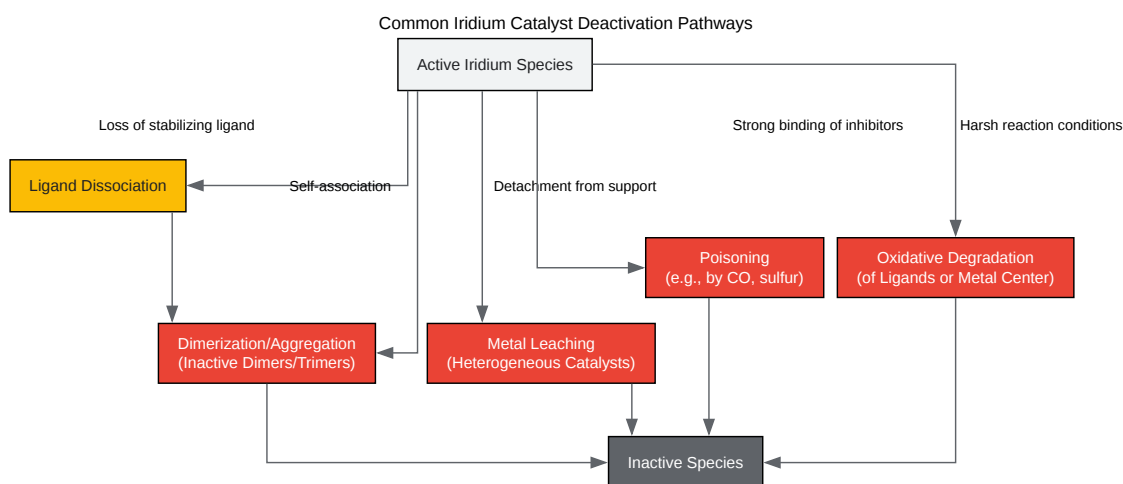 Common Iridium Catalyst Deactivation Pathways
Active Iridium Species
Loss of stabilizing ligand
Strong binding of inhibitors
Harsh reaction conditions
Ligand Dissociation
Self-association
Detachment from support
Poisoning
(e.g., by CO, sulfur)
Oxidative Degradation
(of Ligands or Metal Center)
Dimerization/Aggregation
(Inactive Dimers/Trimers)
Metal Leaching
(Heterogeneous Catalysts)
Inactive Species